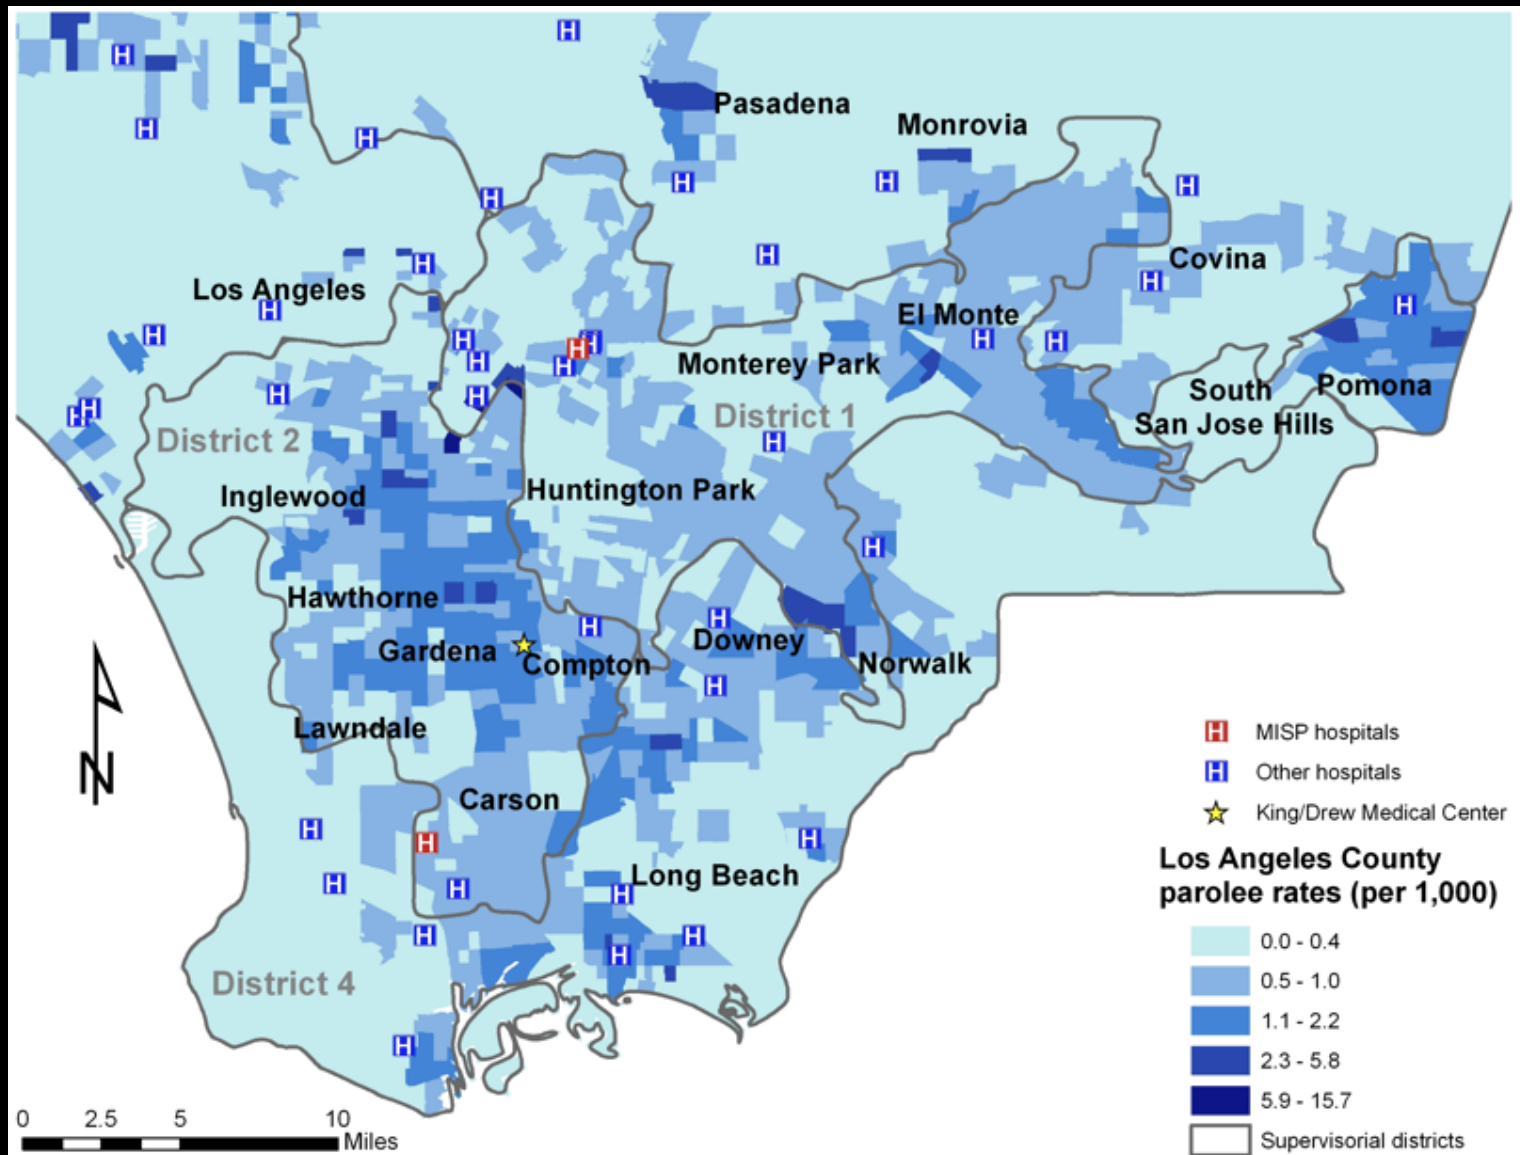 Pasadena
Monrovia
Covina
Los Angeles
El Monte
Monterey Park
South
San Jose Hills
Pomona
District 1
District 2
Inglewood
Huntington Park
Hawthorne
Gardena
Compton
Downey
Norwalk
Lawndale
Carson
Long Beach
District 4
N
H MISP hospitals
H Other hospitals
King/Drew Medical Center
Los Angeles County
parolee rates (per 1,000)
0.0 - 0.4
0.5 - 1.0
1.1 - 2.2
2.3 - 5.8
5.9 - 15.7
Supervisorial districts
0 2.5 5 10
Miles